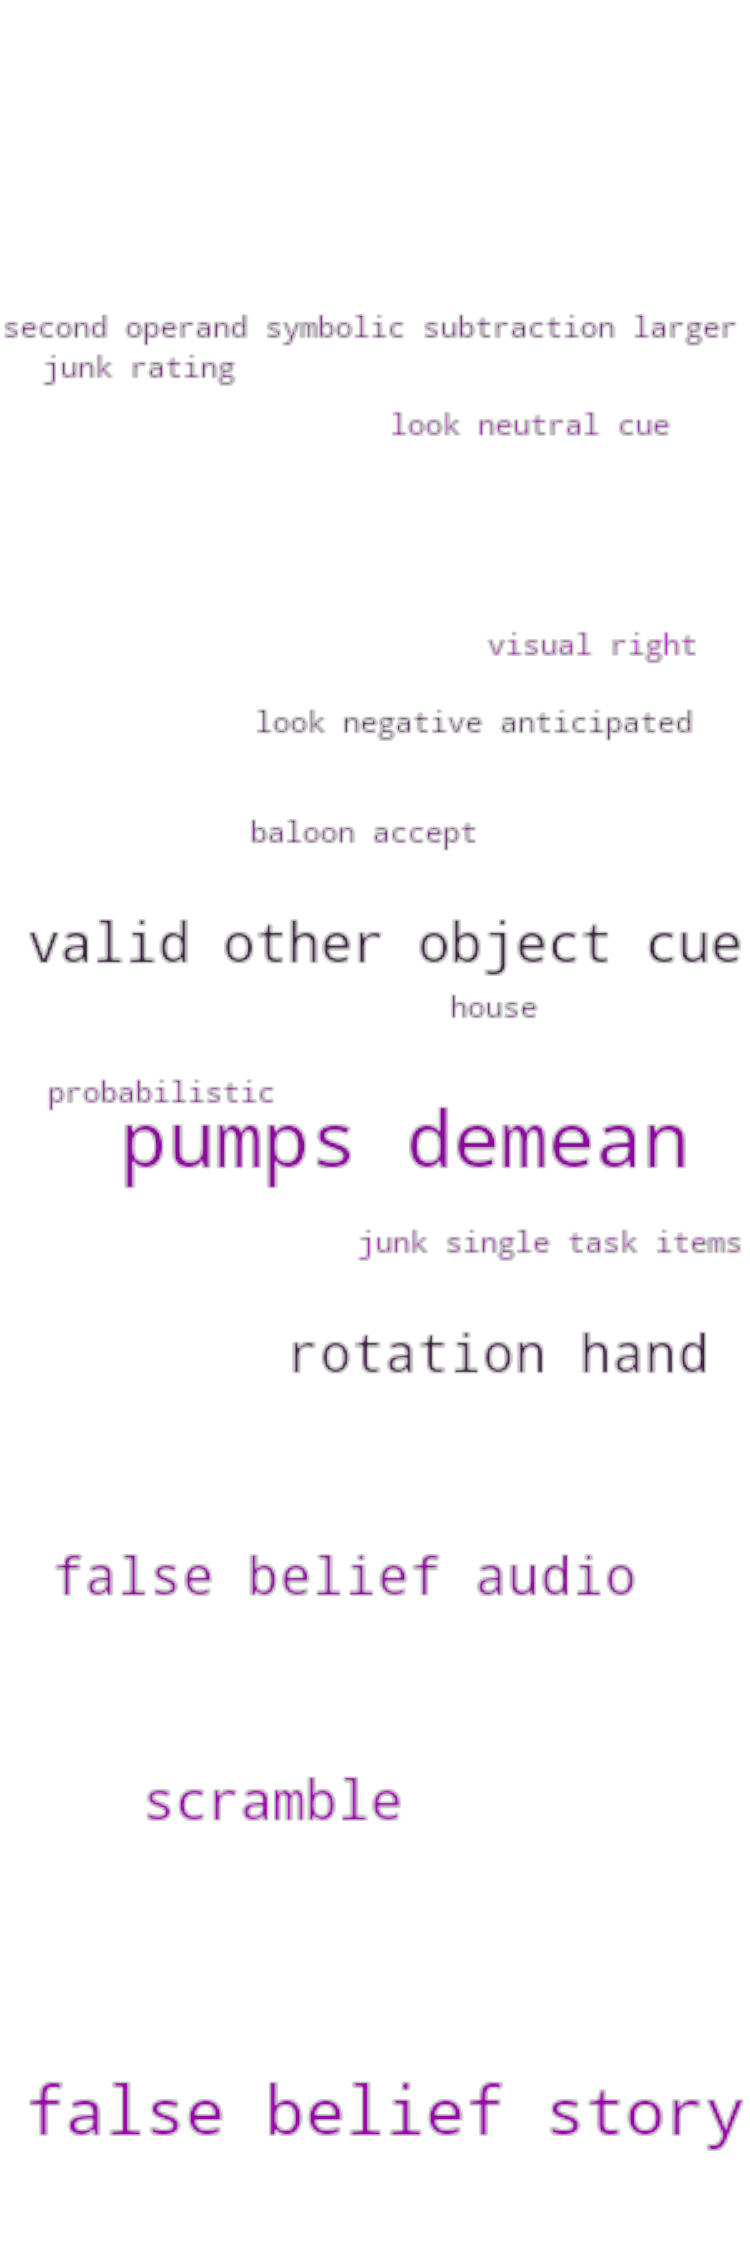 second operand symbolic subtraction larger
junk rating
look neutral cue
visual right
look negative anticipated
baloon accept
valid other object cue
house
probabilistic
pumps demean
junk single task items
rotation hand
false belief audio
scramble
false belief story